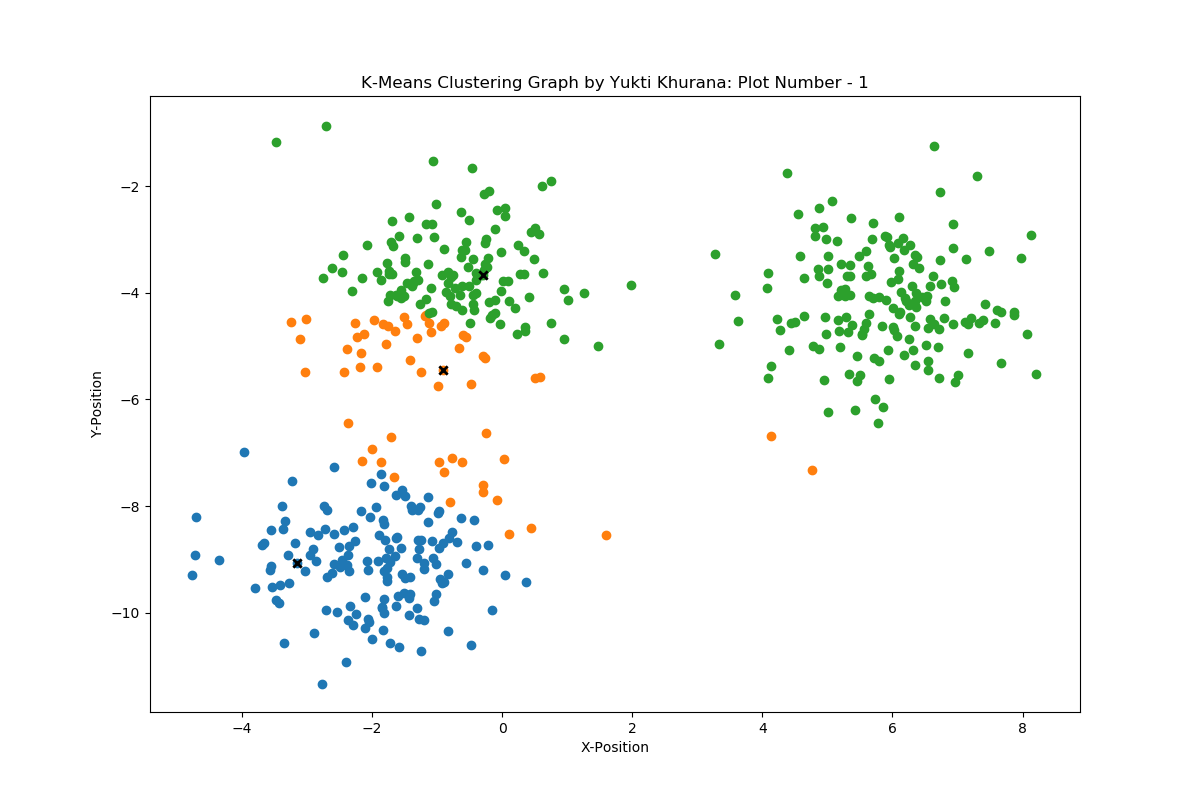 K-Means Clustering Graph by Yukti Khurana: Plot Number - 1
−2
−4
−6
−8
−10
Y-Position
−4 −2 0 2 4 6 8
X-Position